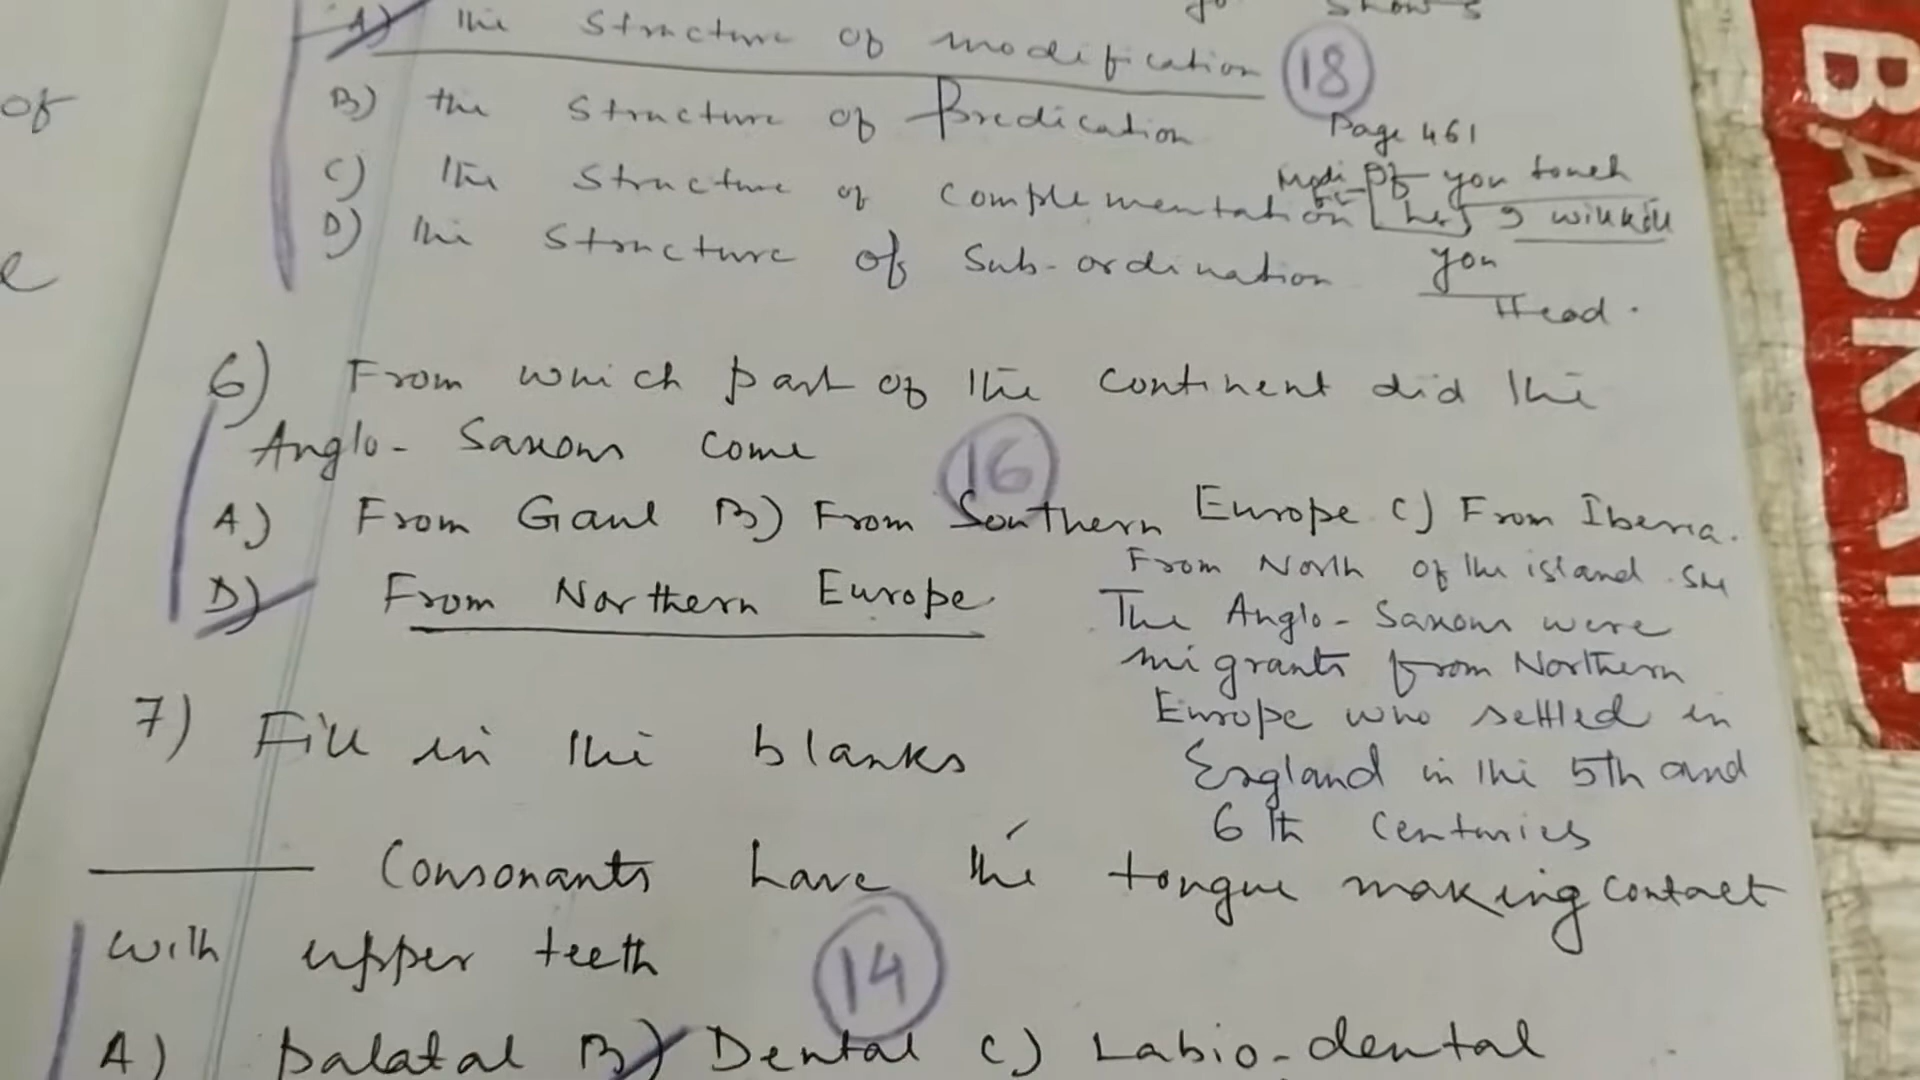 shows
A) The Structure of modification
18
B) the Structure of Predication
Page 461
C) The Structure of Complementation
If you touch
her I will kill
D) The Structure of Sub-ordination
you
Head.
6) From which part of the continent did the
Anglo-Saxons come
16
A) From Gaul B) From Southern Europe C) From Iberia.
D) From Northern Europe
From North of the island.
The Anglo-Saxons were
migrants from Northern
Europe who settled in
England in the 5th and
6th Centuries
7) Fill in the blanks
Consonants have the tongue making contact
with upper teeth
14
A) Palatal B) Dental C) Labio-dental
of
e
BASKA